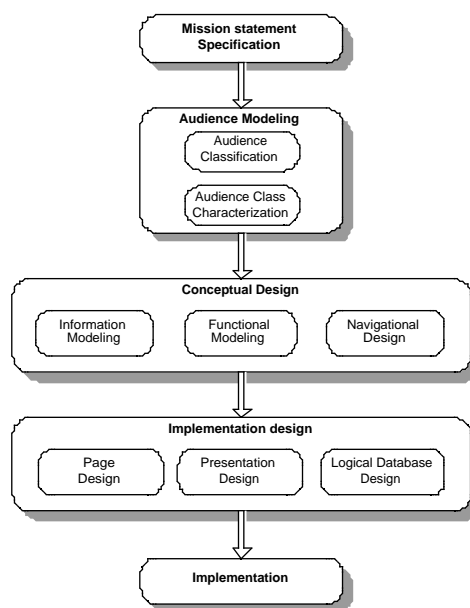 Mission statement
Specification
Audience Modeling
Audience
Classification
Audience Class
Characterization
Conceptual Design
Information
Modeling
Functional
Modeling
Navigational
Design
Implementation design
Page
Design
Presentation
Design
Logical Database
Design
Implementation